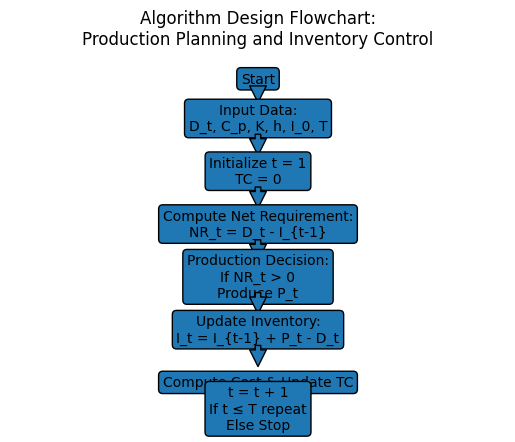 Algorithm Design Flowchart:
Production Planning and Inventory Control
Start
Input Data:
D_t, C_p, K, h, I_0, T
Initialize t = 1
TC = 0
Compute Net Requirement:
NR_t = D_t - I_{t-1}
Production Decision:
If NR_t > 0
Produce P_t
Update Inventory:
I_t = I_{t-1} + P_t - D_t
Compute Cost & Update TC
t = t + 1
If t ≤ T repeat
Else Stop